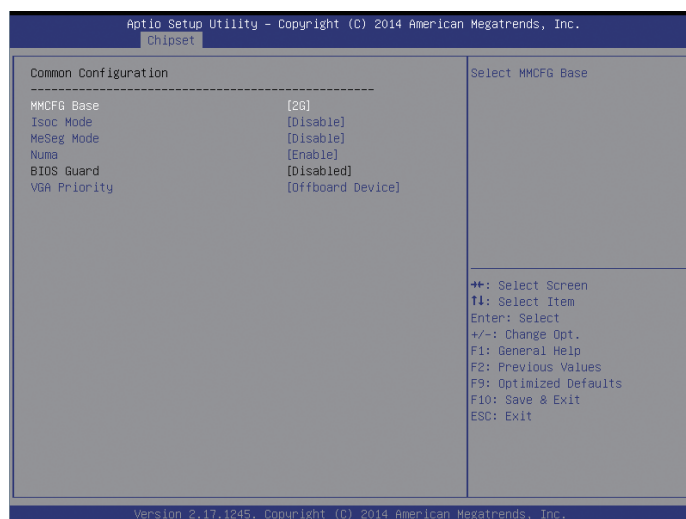 Aptio Setup Utility – Copyright (C) 2014 American Megatrends, Inc.
Chipset
Common Configuration
------------------------------------------------
MMCFG Base [2G]
Isoc Mode [Disable]
MeSeg Mode [Disable]
Numa [Enable]
BIOS Guard [Disabled]
VGA Priority [Offboard Device]
Select MMCFG Base
→←: Select Screen
↑↓: Select Item
Enter: Select
+/-: Change Opt.
F1: General Help
F2: Previous Values
F9: Optimized Defaults
F10: Save & Exit
ESC: Exit
Version 2.17.1245. Copyright (C) 2014 American Megatrends, Inc.